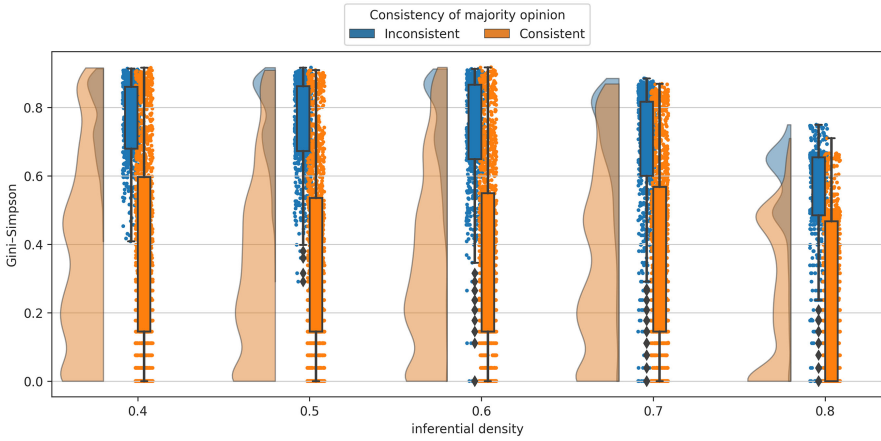 Consistency of majority opinion
Inconsistent Consistent
Gini–Simpson
0.8
0.6
0.4
0.2
0.0
0.4 0.5 0.6 0.7 0.8
inferential density